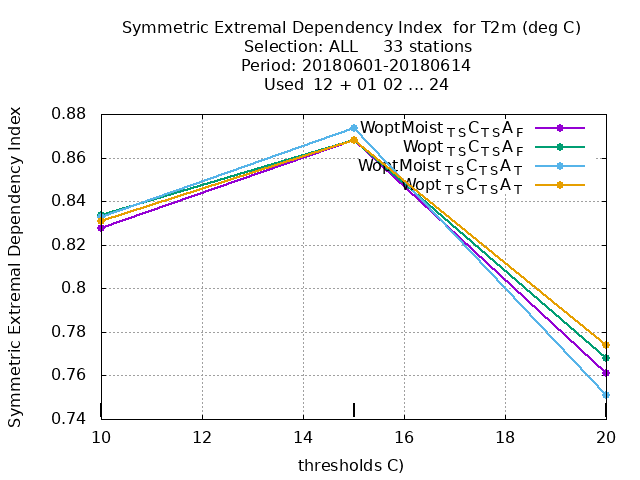 Symmetric Extremal Dependency Index  for T2m (deg C)
Selection: ALL     33 stations
Period: 20180601-20180614
Used  12 + 01 02 ... 24
Symmetric Extremal Dependency Index
0.88
0.86
0.84
0.82
0.8
0.78
0.76
0.74
WoptMoist TS C TS A F
Wopt TS C TS A F
WoptMoist TS C TS A T
Wopt TS C TS A T
10 12 14 16 18 20
thresholds C)